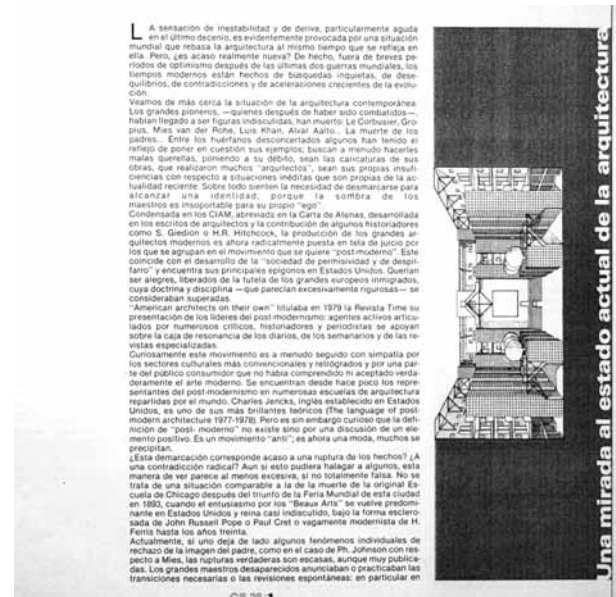 LA sensación de inestabilidad y de deriva, particularmente aguda
en el último decenio, es evidentemente provocada por una situación
mundial que rebasa la arquitectura al mismo tiempo que se refleja en
ella. Pero, ¿es acaso realmente nueva? De hecho, fuera de breves pe-
ríodos de optimismo después de las últimas dos guerras mundiales, los
tiempos modernos están hechos de búsquedas inquietas, de dese-
quilibrios, de contradicciones y de aceleraciones crecientes de la evolu-
ción.
Veamos de más cerca la situación de la arquitectura contemporánea.
Los grandes pioneros, —quienes después de haber sido combatidos—,
habían llegado a ser figuras indiscutidas, han muerto: Le Corbusier, Gro-
pius, Mies van der Rohe, Luis Khan, Alvar Aalto... La muerte de los
padres... Entre los huérfanos desconcertados algunos han tenido el
reflejo de poner en cuestión sus ejemplos; buscan a menudo hacerles
malas querellas, poniendo a su débito, sean las caricaturas de sus
obras, que realizaron muchos "arquitectos", sean sus propias insufi-
ciencias con respecto a situaciones inéditas que son propias de la ac-
tualidad reciente. Sobre todo sienten la necesidad de desmarcarse para
alcanzar una identidad, porque la sombra de los
maestros es insoportable para su propio "ego".
Condensada en los CIAM, abreviada en la Carta de Atenas, desarrollada
en los escritos de arquitectos y la contribución de algunos historiadores
como S. Giedion o H.R. Hitchcock, la producción de los grandes ar-
quitectos modernos es ahora radicalmente puesta en tela de juicio por
los que se agrupan en el movimiento que se quiere "post-moderno". Este
coincide con el desarrollo de la "sociedad de permisividad y de despil-
farro" y encuentra sus principales epígonos en Estados Unidos. Querían
ser alegres, liberados de la tutela de los grandes europeos inmigrados,
cuya doctrina y disciplina —que parecían excesivamente rigurosas— se
consideraban superadas.
"American architects on their own" titulaba en 1979 la Revista Time su
presentación de los líderes del post-modernismo: agentes activos articu-
lados por numerosos críticos, historiadores y periodistas se apoyan
sobre la caja de resonancia de los diarios, de los semanarios y de las re-
vistas especializadas.
Curiosamente este movimiento es a menudo seguido con simpatía por
los sectores culturales más convencionales y retrógrados y por una par-
te del público consumidor que no había comprendido ni aceptado verda-
deramente el arte moderno. Se encuentran desde hace poco los repre-
sentantes del post-modernismo en numerosas escuelas de arquitectura
repartidas por el mundo. Charles Jencks, inglés establecido en Estados
Unidos, es uno de sus más brillantes teóricos (The language of post-
modern architecture 1977-1978). Pero es sin embargo curioso que la defi-
nición de "post- moderno" no existe sino por una discusión de un ele-
mento positivo. Es un movimiento "anti"; es ahora una moda, muchos se
precipitan.
¿Esta demarcación corresponde acaso a una ruptura de los hechos? ¿A
una contradicción radical? Aun si esto pudiera halagar a algunos, esta
manera de ver parece al menos excesiva, si no totalmente falsa. No se
trata de una situación comparable a la de la muerte de la original Es-
cuela de Chicago después del triunfo de la Feria Mundial de esta ciudad
en 1893, cuando el entusiasmo por los "Beaux Arts" se vuelve predomi-
nante en Estados Unidos y reina casi indiscutido, bajo la forma esclero-
sada de John Russell Pope o Paul Cret o vagamente modernista de H.
Ferris hasta los años treinta.
Actualmente, si uno deja de lado algunos fenómenos individuales de
rechazo de la imagen del padre, como en el caso de Ph. Johnson con res-
pecto a Mies, las rupturas verdaderas son escasas, aunque muy publica-
das. Los grandes maestros desaparecidos anunciaban o practicaban las
transiciones necesarias o las revisiones espontáneas: en particular en
Una mirada al estado actual de la arquitectura